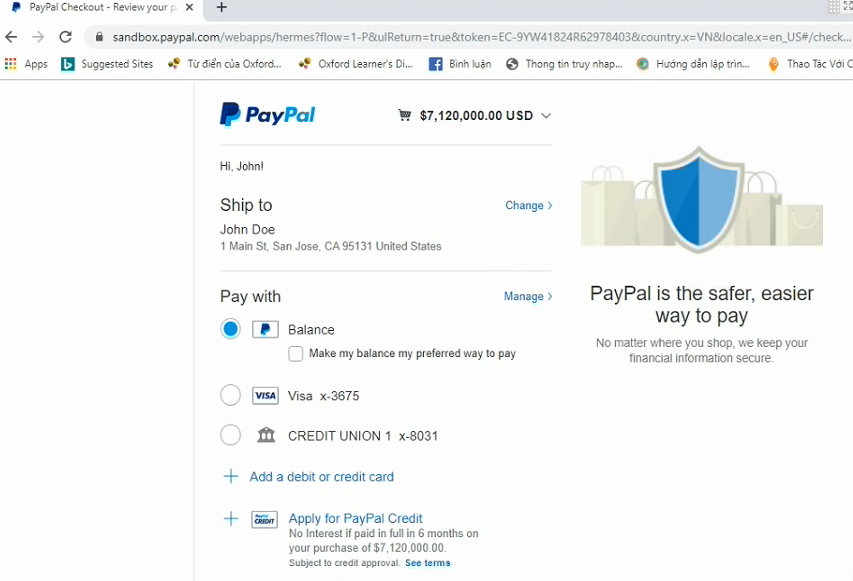 PayPal Checkout - Review your p
sandbox.paypal.com/webapps/hermes?flow=1-P&ulReturn=true&token=EC-9YW41824R62978403&country.x=VN&locale.x=en_US#/check...
Apps Suggested Sites Từ điển của Oxford... Oxford Learner's Di... Bình luận Thong tin truy nhap... Hướng dẫn lập trìn... Thao Tác Với C
PayPal $7,120,000.00 USD
Hi, John!
Ship to Change
John Doe
1 Main St, San Jose, CA 95131 United States
Pay with Manage
Balance
Make my balance my preferred way to pay
VISA Visa x-3675
CREDIT UNION 1 x-8031
Add a debit or credit card
PayPal CREDIT Apply for PayPal Credit
No Interest if paid in full in 6 months on
your purchase of $7,120,000.00.
Subject to credit approval. See terms
PayPal is the safer, easier
way to pay
No matter where you shop, we keep your
financial information secure.